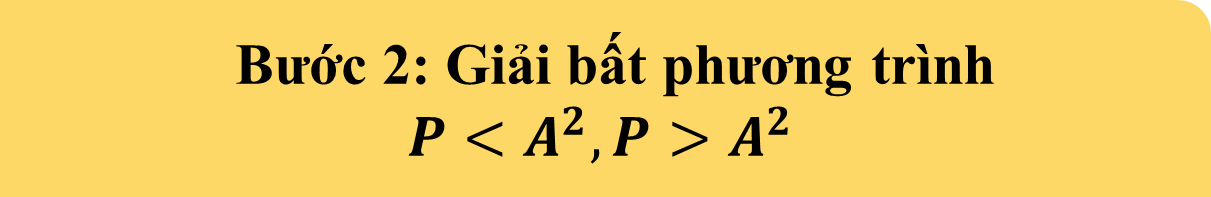 Bước 2: Giải bất phương trình
P < A², P > A²